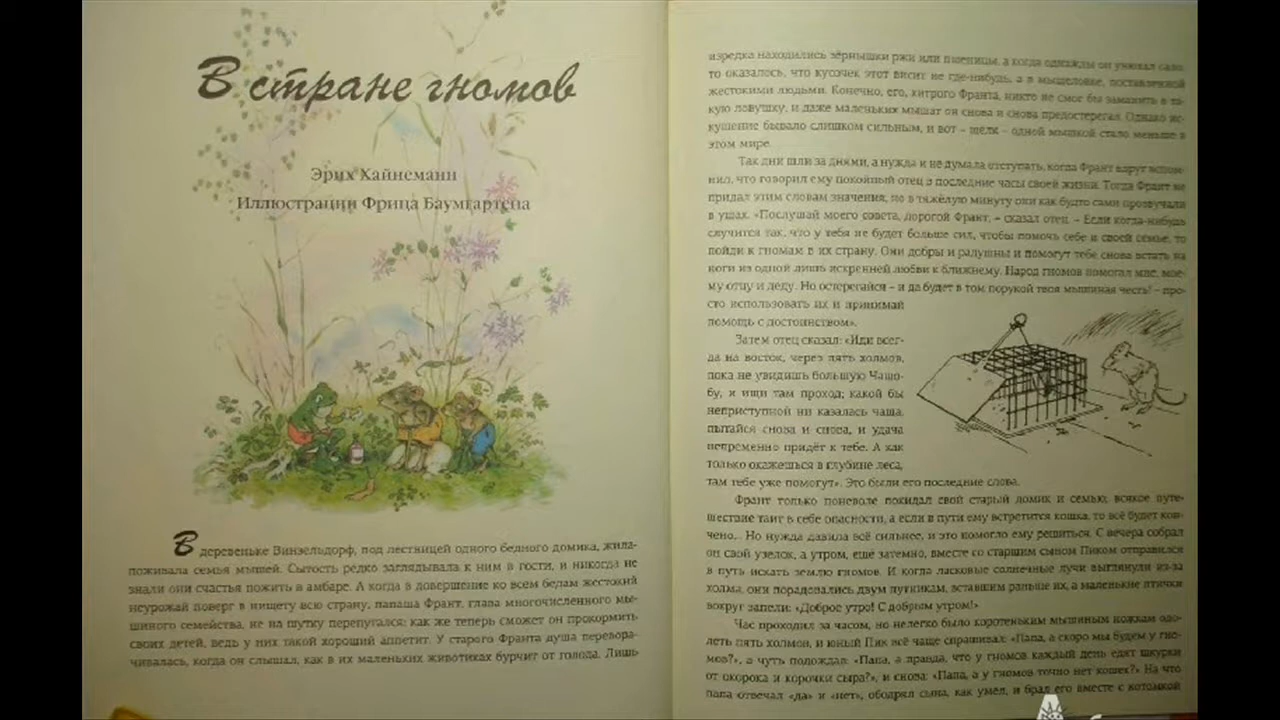 В стране гномов
Эрих Хайнеманн
Иллюстрации Фрица Баумгартена
В деревеньке Винзельдорф, под лестницей одного бедного домика, жила-
поживала семья мышей. Сытость редко заглядывала к ним в гости, и никогда не
знали они счастья пожить в амбаре. А когда в довершение ко всем бедам жестокий
неурожай поверг в нищету всю страну, папаша Франт, глава многочисленного мы-
шиного семейства, не на шутку перепугался: как же теперь сможет он прокормить
своих детей, ведь у них такой хороший аппетит. У старого Франта душа перевора-
чивалась, когда он слышал, как в их маленьких животиках бурчит от голода. Лишь
изредка находились зёрнышки ржи или пшеницы, а когда однажды он учуял сало,
то оказалось, что кусочек этот висит не где-нибудь, а в мышеловке, поставленной
жестокими людьми. Конечно, его, хитрого Франта, никто не смог бы заманить в та-
кую ловушку, и даже маленьких мышат он снова и снова предостерегал. Однако ис-
кушение бывало слишком сильным, и вот – щёлк – одной мышкой стало меньше в
этом мире.
Так дни шли за днями, а нужда и не думала отступать, когда Франт вдруг вспом-
нил, что говорил ему покойный отец в последние часы своей жизни. Тогда Франт не
придал этим словам значения, но в тяжёлую минуту они как будто сами прозвучали
в ушах. «Послушай моего совета, дорогой Франт, – сказал отец. – Если когда-нибудь
случится так, что у тебя не будет больше сил, чтобы помочь себе и своей семье, то
пойди к гномам в их страну. Они добры и радушны и помогут тебе снова встать на
ноги из одной лишь искренней любви к ближнему. Народ гномов помогал мне, мое-
му отцу и деду. Но остерегайся – и да будет в том порукой твоя мышиная честь! – про-
сто использовать их и принимай
помощь с достоинством».
Затем отец сказал: «Иди всег-
да на восток, через пять холмов,
пока не увидишь большую Чащо-
бу, и ищи там проход; какой бы
неприступной ни казалась чаща,
пытайся снова и снова, и удача
непременно придёт к тебе. А как
только окажешься в глубине леса,
там тебе уже помогут». Это были его последние слова.
Франт только поневоле покидал свой старый домик и семью; всякое путе-
шествие таит в себе опасности, а если в пути ему встретится кошка, то всё будет кон-
чено... Но нужда давила всё сильнее, и это помогло ему решиться. С вечера собрал
он свой узелок, а утром, ещё затемно, вместе со старшим сыном Пиком отправился
в путь искать землю гномов. И когда ласковые солнечные лучи выглянули из-за
холма, они порадовались двум путникам, вставшим раньше их, а маленькие птички
вокруг запели: «Доброе утро! С добрым утром!»
Час проходил за часом, но нелегко было коротеньким мышиным ножкам одо-
леть пять холмов, и юный Пик всё чаще спрашивал: «Папа, а скоро мы будем у гно-
мов?», а чуть подождав: «Папа, а правда, что у гномов каждый день едят шкурки
от окорока и корочки сыра?», и снова: «Папа, а у гномов точно нет кошек?» На что
папа отвечал «да» и «нет», ободрял сына, как умел, и брал его вместе с котомкой